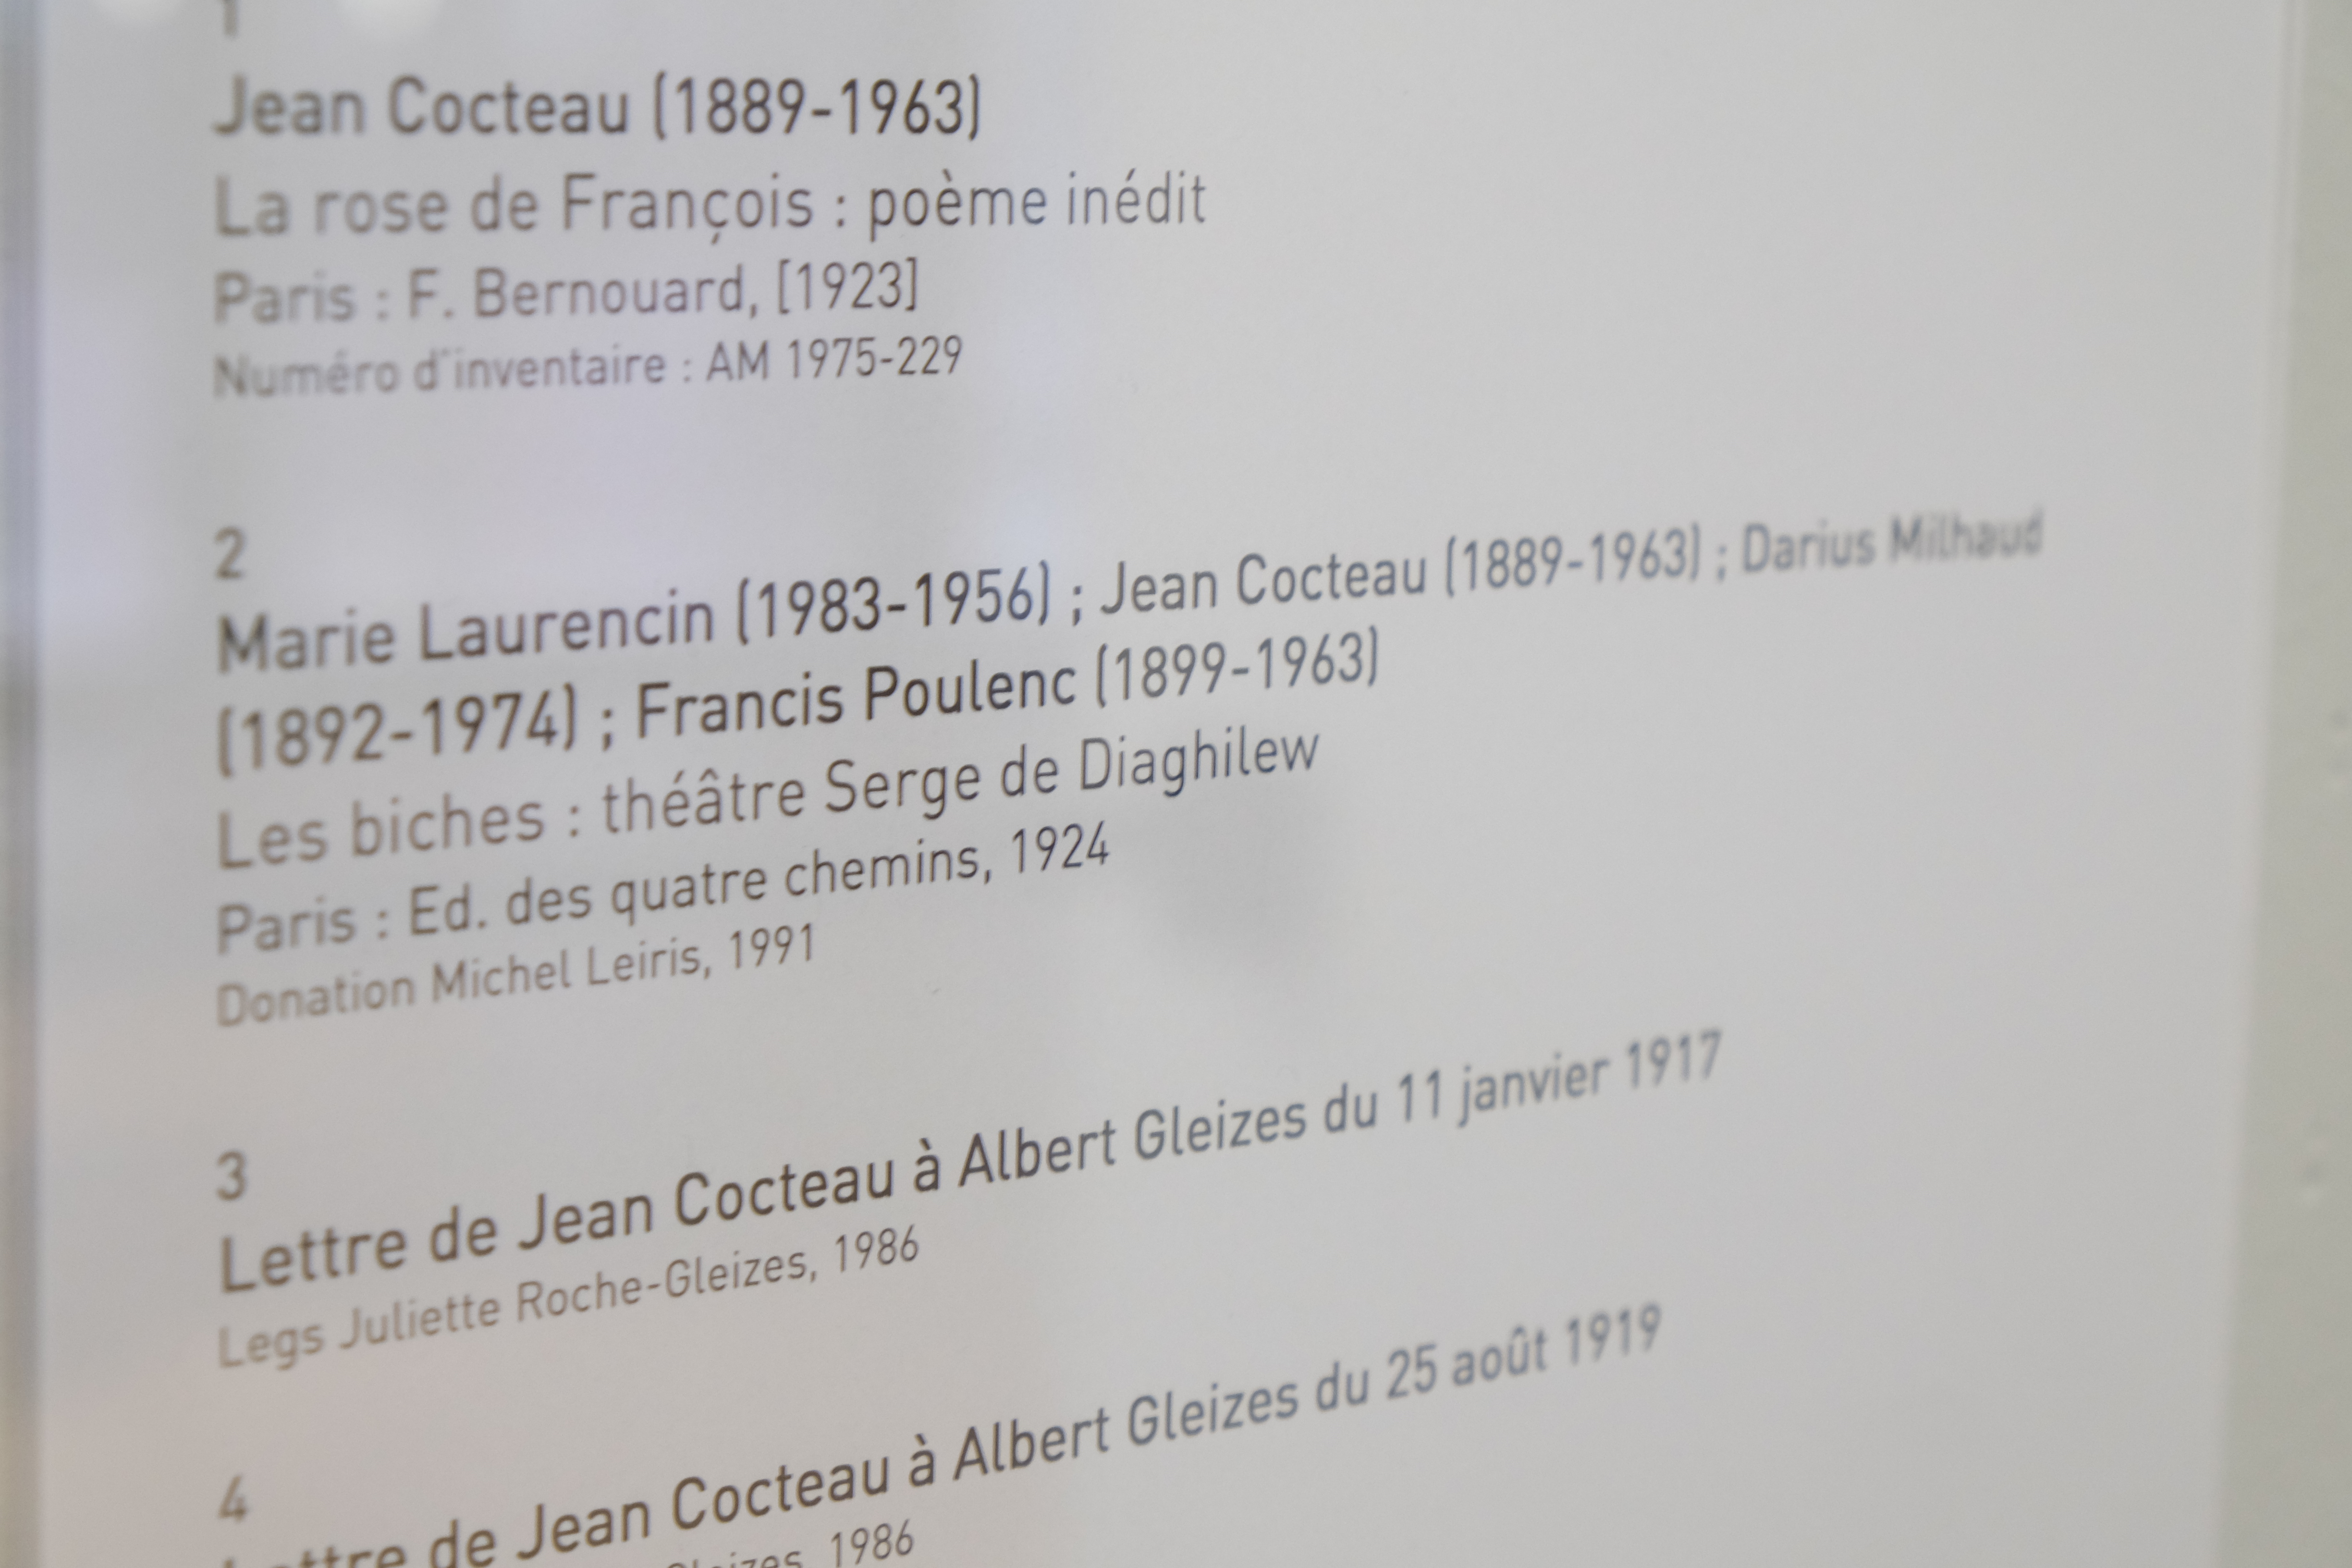 1
Jean Cocteau (1889-1963)
La rose de François : poème inédit
Paris : F. Bernouard, [1923]
Numéro d'inventaire : AM 1975-229
2
Marie Laurencin (1983-1956) ; Jean Cocteau (1889-1963) ; Darius Milhaud
(1892-1974) ; Francis Poulenc (1899-1963)
Les biches : théâtre Serge de Diaghilew
Paris : Ed. des quatre chemins, 1924
Donation Michel Leiris, 1991
3
Lettre de Jean Cocteau à Albert Gleizes du 11 janvier 1917
Legs Juliette Roche-Gleizes, 1986
4
Lettre de Jean Cocteau à Albert Gleizes du 25 août 1919
Gleizes, 1986